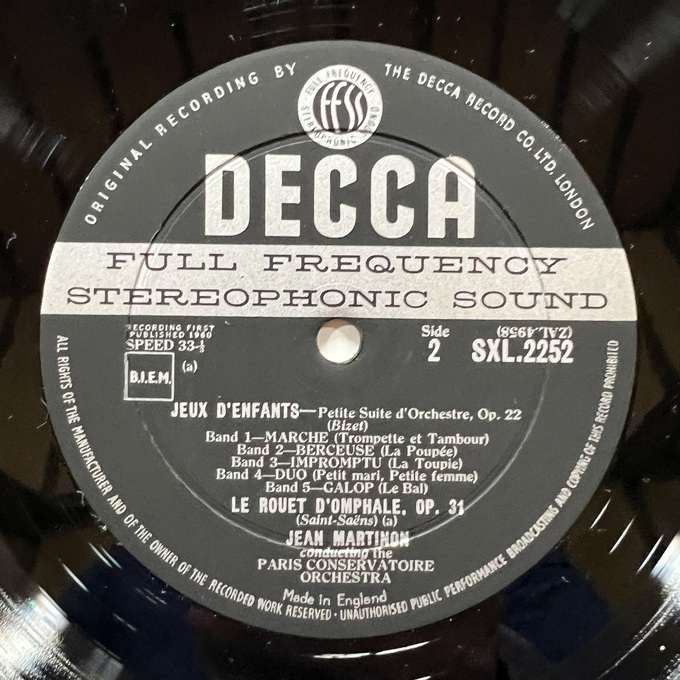 ORIGINAL RECORDING BY THE DECCA RECORD CO. LTD. LONDON
FULL FREQUENCY STEREOPHONIC SOUND
FFSS
DECCA
FULL FREQUENCY
STEREOPHONIC SOUND
RECORDING FIRST
PUBLISHED 1960
SPEED 33⅓
(a)
B.I.E.M.
Side
2
(ZAL.4958)
SXL.2252
JEUX D'ENFANTS—Petite Suite d'Orchestre, Op. 22
(Bizet)
Band 1—MARCHE (Trompette et Tambour)
Band 2—BERCEUSE (La Poupée)
Band 3—IMPROMPTU (La Toupie)
Band 4—DUO (Petit mari, Petite femme)
Band 5—GALOP (Le Bal)
LE ROUET D'OMPHALE, OP. 31
(Saint-Saëns) (a)
JEAN MARTINON
conducting the
PARIS CONSERVATOIRE
ORCHESTRA
Made in England
ALL RIGHTS OF THE MANUFACTURER AND OF THE OWNER OF THE RECORDED WORK RESERVED · UNAUTHORISED PUBLIC PERFORMANCE BROADCASTING AND COPYING OF THIS RECORD PROHIBITED